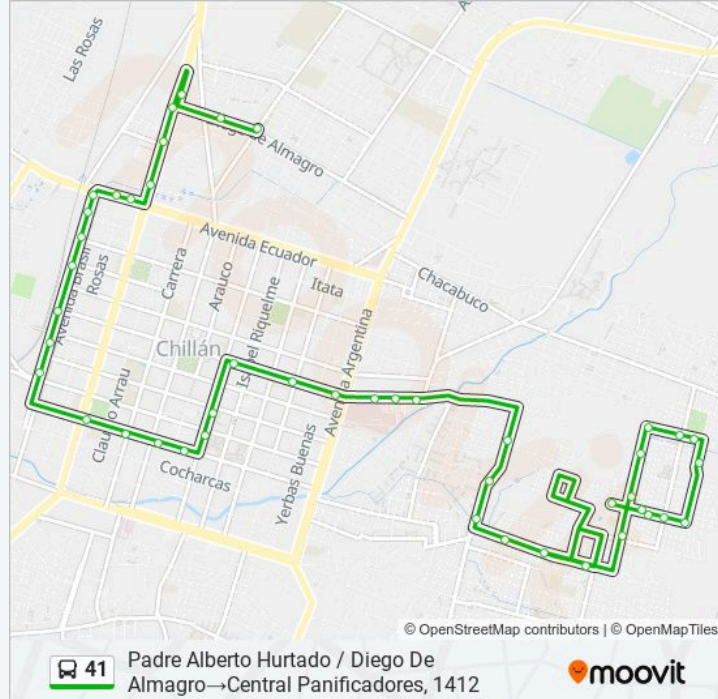 Las Rosas
Diego de Almagro
Avenida Ecuador
Chacabuco
Carrera
Arauco
Isabel Riquelme
Itata
Avenida Brasil
Rosas
Chillán
Avenida Argentina
Claudio Arrau
Cocharcas
Yerbas Buenas
© OpenStreetMap contributors | © OpenMapTiles
41
Padre Alberto Hurtado / Diego De
Almagro→Central Panificadores, 1412
moovit